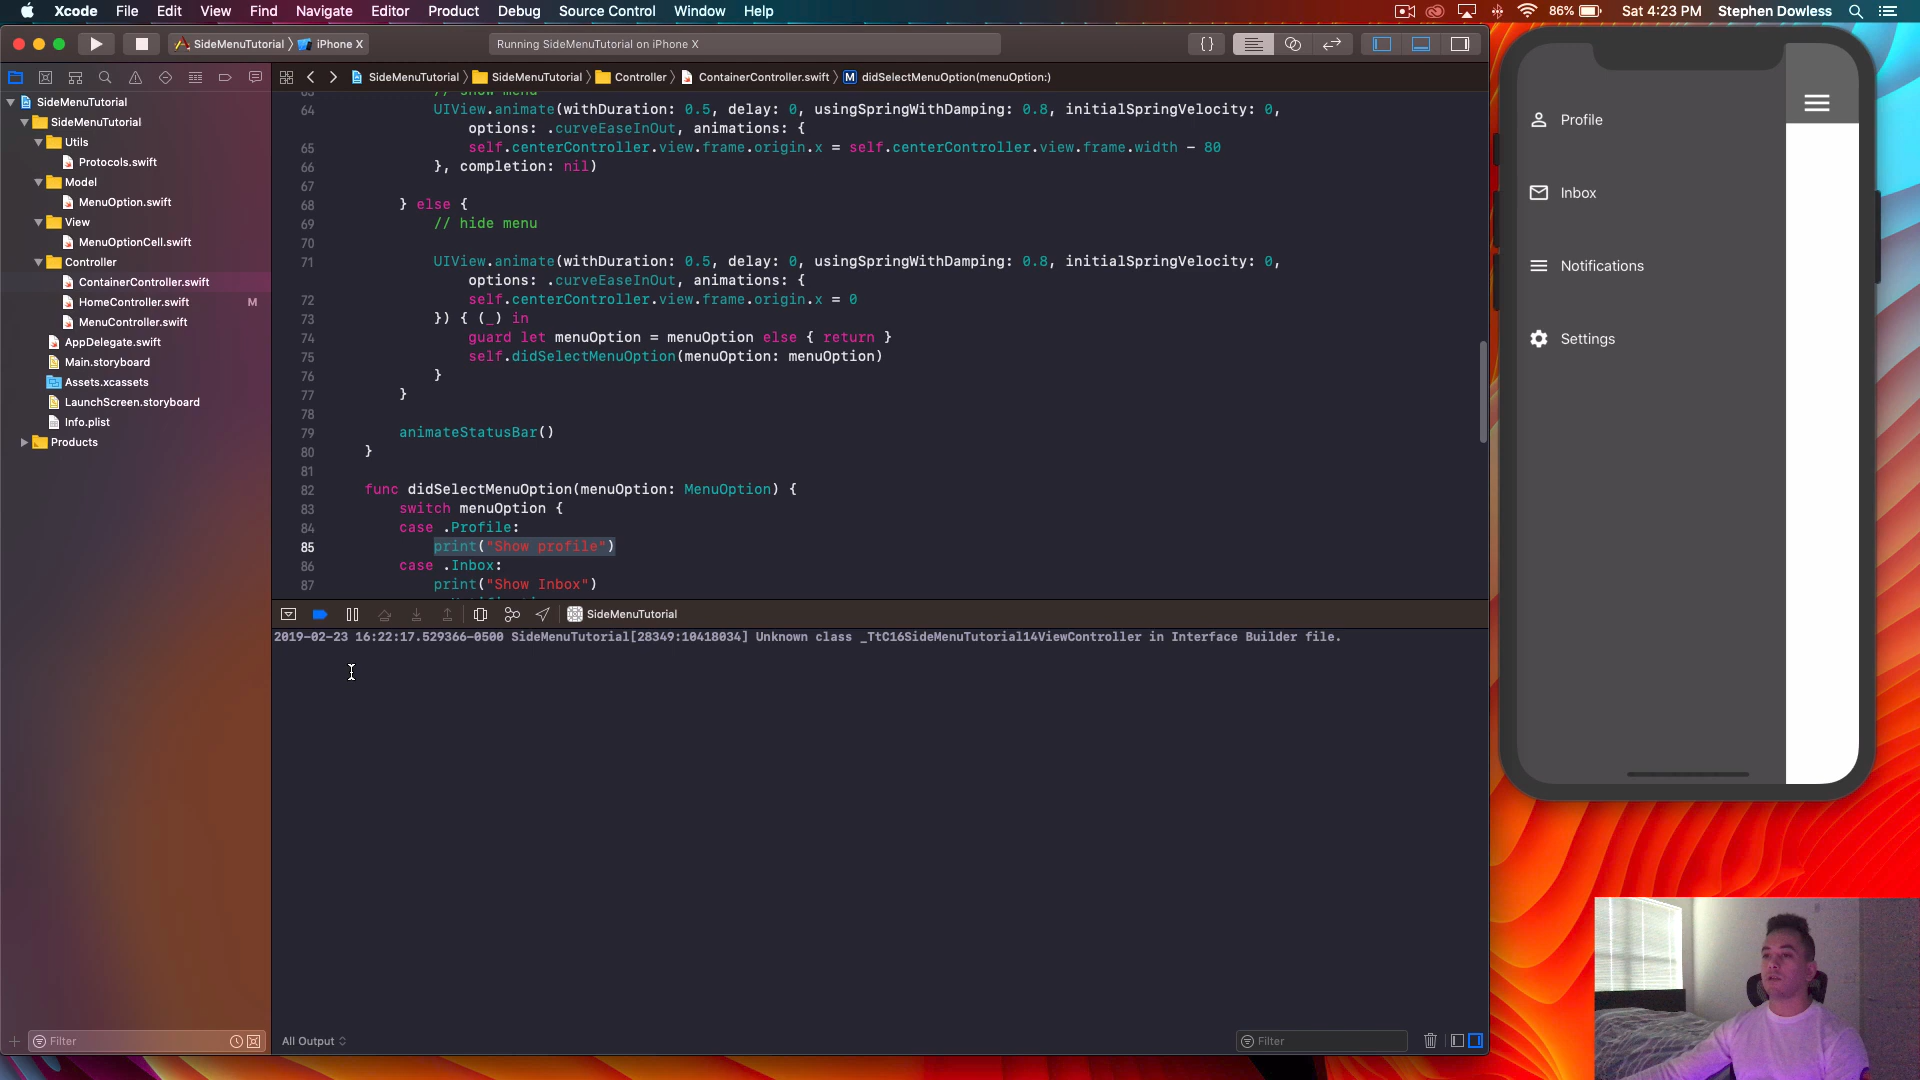 Xcode File Edit View Find Navigate Editor Product Debug Source Control Window Help
86% Sat 4:23 PM Stephen Dowless
SideMenuTutorial iPhone X
Running SideMenuTutorial on iPhone X
SideMenuTutorial SideMenuTutorial Controller ContainerController.swift M didSelectMenuOption(menuOption:)
SideMenuTutorial
SideMenuTutorial
Utils
Protocols.swift
Model
MenuOption.swift
View
MenuOptionCell.swift
Controller
ContainerController.swift
HomeController.swift M
MenuController.swift
AppDelegate.swift
Main.storyboard
Assets.xcassets
LaunchScreen.storyboard
Info.plist
Products
Filter
63 // show menu
64 UIView.animate(withDuration: 0.5, delay: 0, usingSpringWithDamping: 0.8, initialSpringVelocity: 0,
options: .curveEaseInOut, animations: {
65 self.centerController.view.frame.origin.x = self.centerController.view.frame.width - 80
66 }, completion: nil)
67
68 } else {
69 // hide menu
70
71 UIView.animate(withDuration: 0.5, delay: 0, usingSpringWithDamping: 0.8, initialSpringVelocity: 0,
options: .curveEaseInOut, animations: {
72 self.centerController.view.frame.origin.x = 0
73 }) { (_) in
74 guard let menuOption = menuOption else { return }
75 self.didSelectMenuOption(menuOption: menuOption)
76 }
77 }
78
79 animateStatusBar()
80 }
81
82 func didSelectMenuOption(menuOption: MenuOption) {
83 switch menuOption {
84 case .Profile:
85 print("Show profile")
86 case .Inbox:
87 print("Show Inbox")
SideMenuTutorial
2019-02-23 16:22:17.529366-0500 SideMenuTutorial[28349:10418034] Unknown class _TtC16SideMenuTutorial14ViewController in Interface Builder file.
All Output
Filter
Profile
Inbox
Notifications
Settings